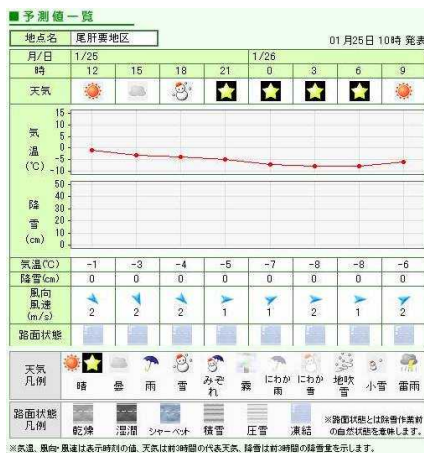 ■予測値一覧
地点名 尾肝要地区 01月25日 10時 発表
月/日 1/25 1/26
時 12 15 18 21 0 3 6 9
天気
気温(℃)
15
10
5
0
-5
-10
降雪(cm)
50
40
30
20
10
0
気温(℃) -1 -3 -4 -5 -7 -8 -8 -6
降雪(cm) 0 0 0 0 0 0 0 0
風向風速(m/s) 2 2 2 1 1 2 1 2
路面状態
天気凡例 晴 曇 雨 雪 みぞれ 霧 にわか雨 にわか雪 地吹雪 小雪 雷雨
路面状態凡例 乾燥 湿潤 シャーベット 積雪 圧雪 凍結 ※路面状態とは除雪作業前の自然状態を意味します。
※気温、風向・風速は表示時刻の値、天気は前3時間の代表天気、降雪は前3時間の降雪量を示します。